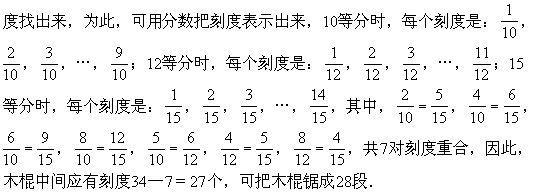 度找出来，为此，可用分数把刻度表示出来，10等分时，每个刻度是：1/10，
2/10，3/10，…，9/10；12等分时，每个刻度是：1/12，2/12，3/12，…，11/12；15
等分时，每个刻度是：1/15，2/15，3/15，…，14/15，其中，2/10＝5/15，4/10＝6/15，
6/10＝9/15，8/10＝12/15，5/10＝6/12，4/12＝5/15，8/12＝4/15，共7对刻度重合，因此，
木棍中间应有刻度34—7＝27个，可把木棍锯成28段．